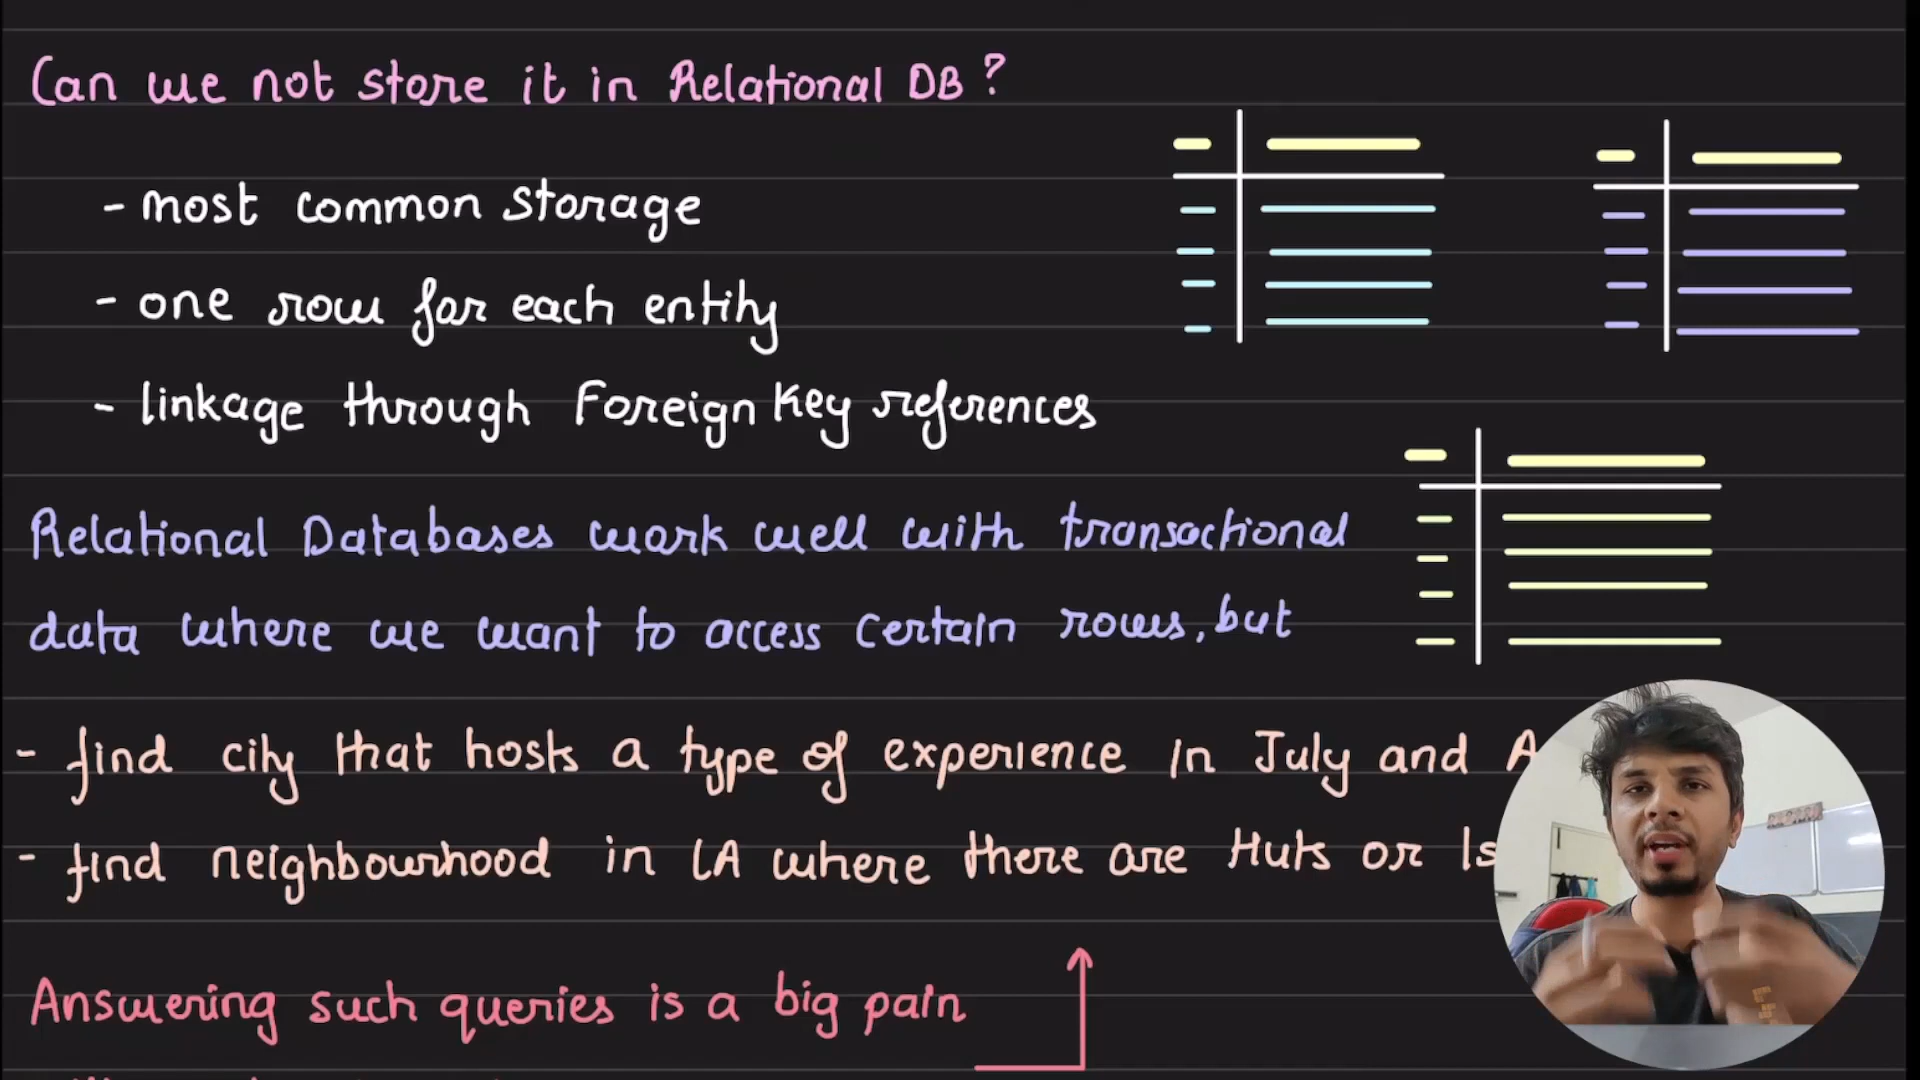 Can we not store it in Relational DB?
- most common storage
- one row for each entity
- linkage through Foreign Key references
Relational Databases work well with transactional
data where we want to access certain rows, but
- find city that hosts a type of experience in July and A
- find neighbourhood in LA where there are Huts or Is
Answering such queries is a big pain